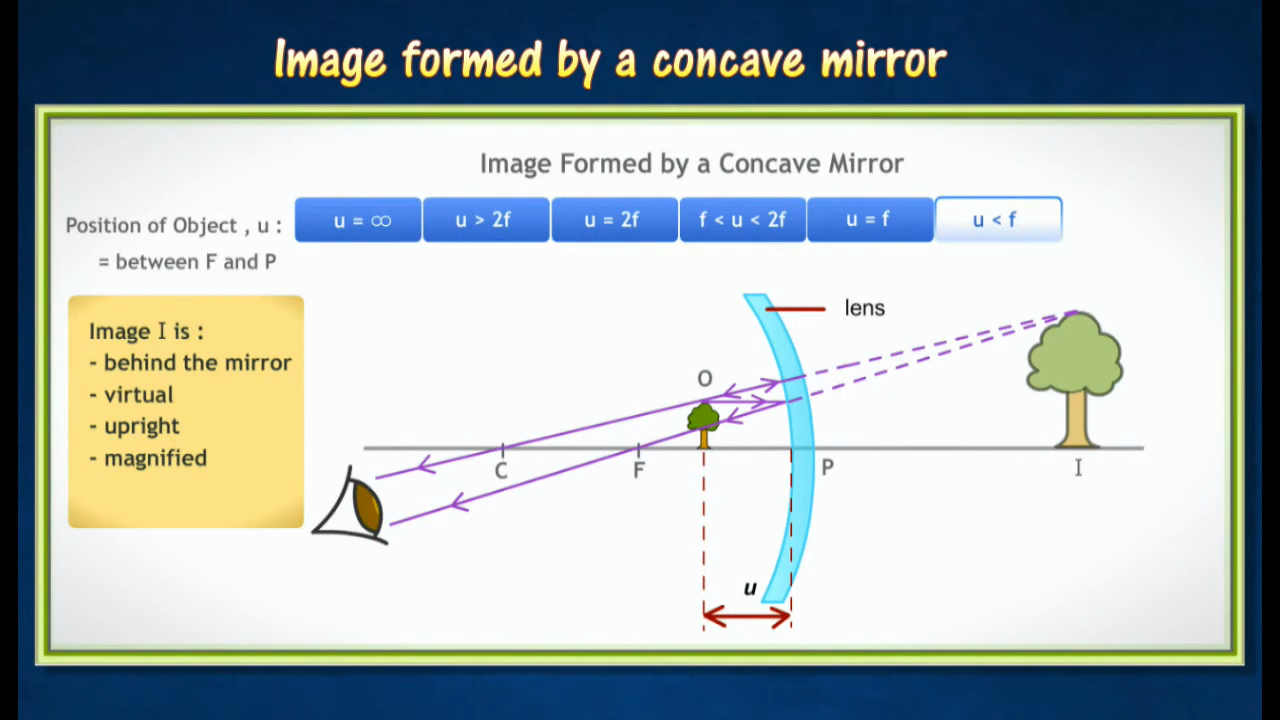 Image formed by a concave mirror
Image Formed by a Concave Mirror
Position of Object , u :
u = ∞
u > 2f
u = 2f
f < u < 2f
u = f
u < f
= between F and P
Image I is :
- behind the mirror
- virtual
- upright
- magnified
lens
O
C
F
P
I
u